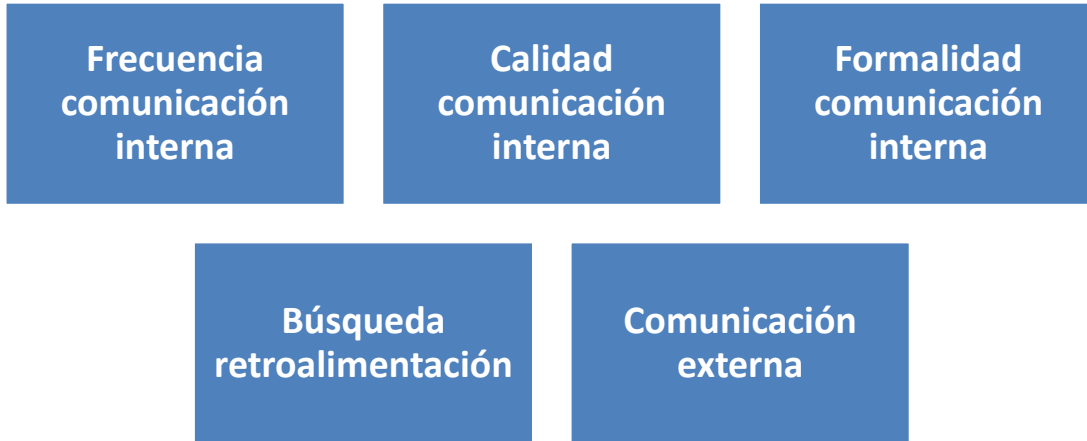 Frecuencia
comunicación
interna
Calidad
comunicación
interna
Formalidad
comunicación
interna
Búsqueda
retroalimentación
Comunicación
externa